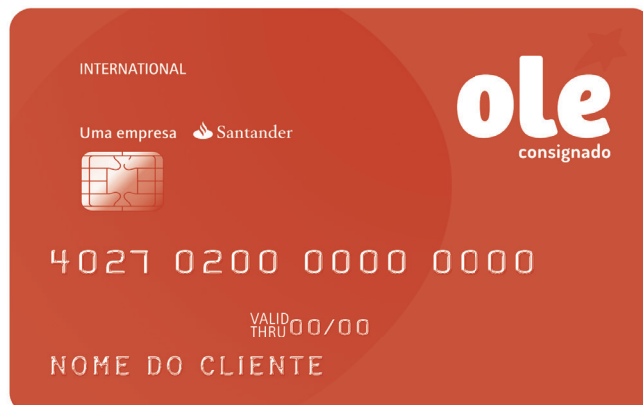 INTERNATIONAL
ole
consignado
Uma empresa Santander
4027 0200 0000 0000
VALID
THRU 00/00
NOME DO CLIENTE